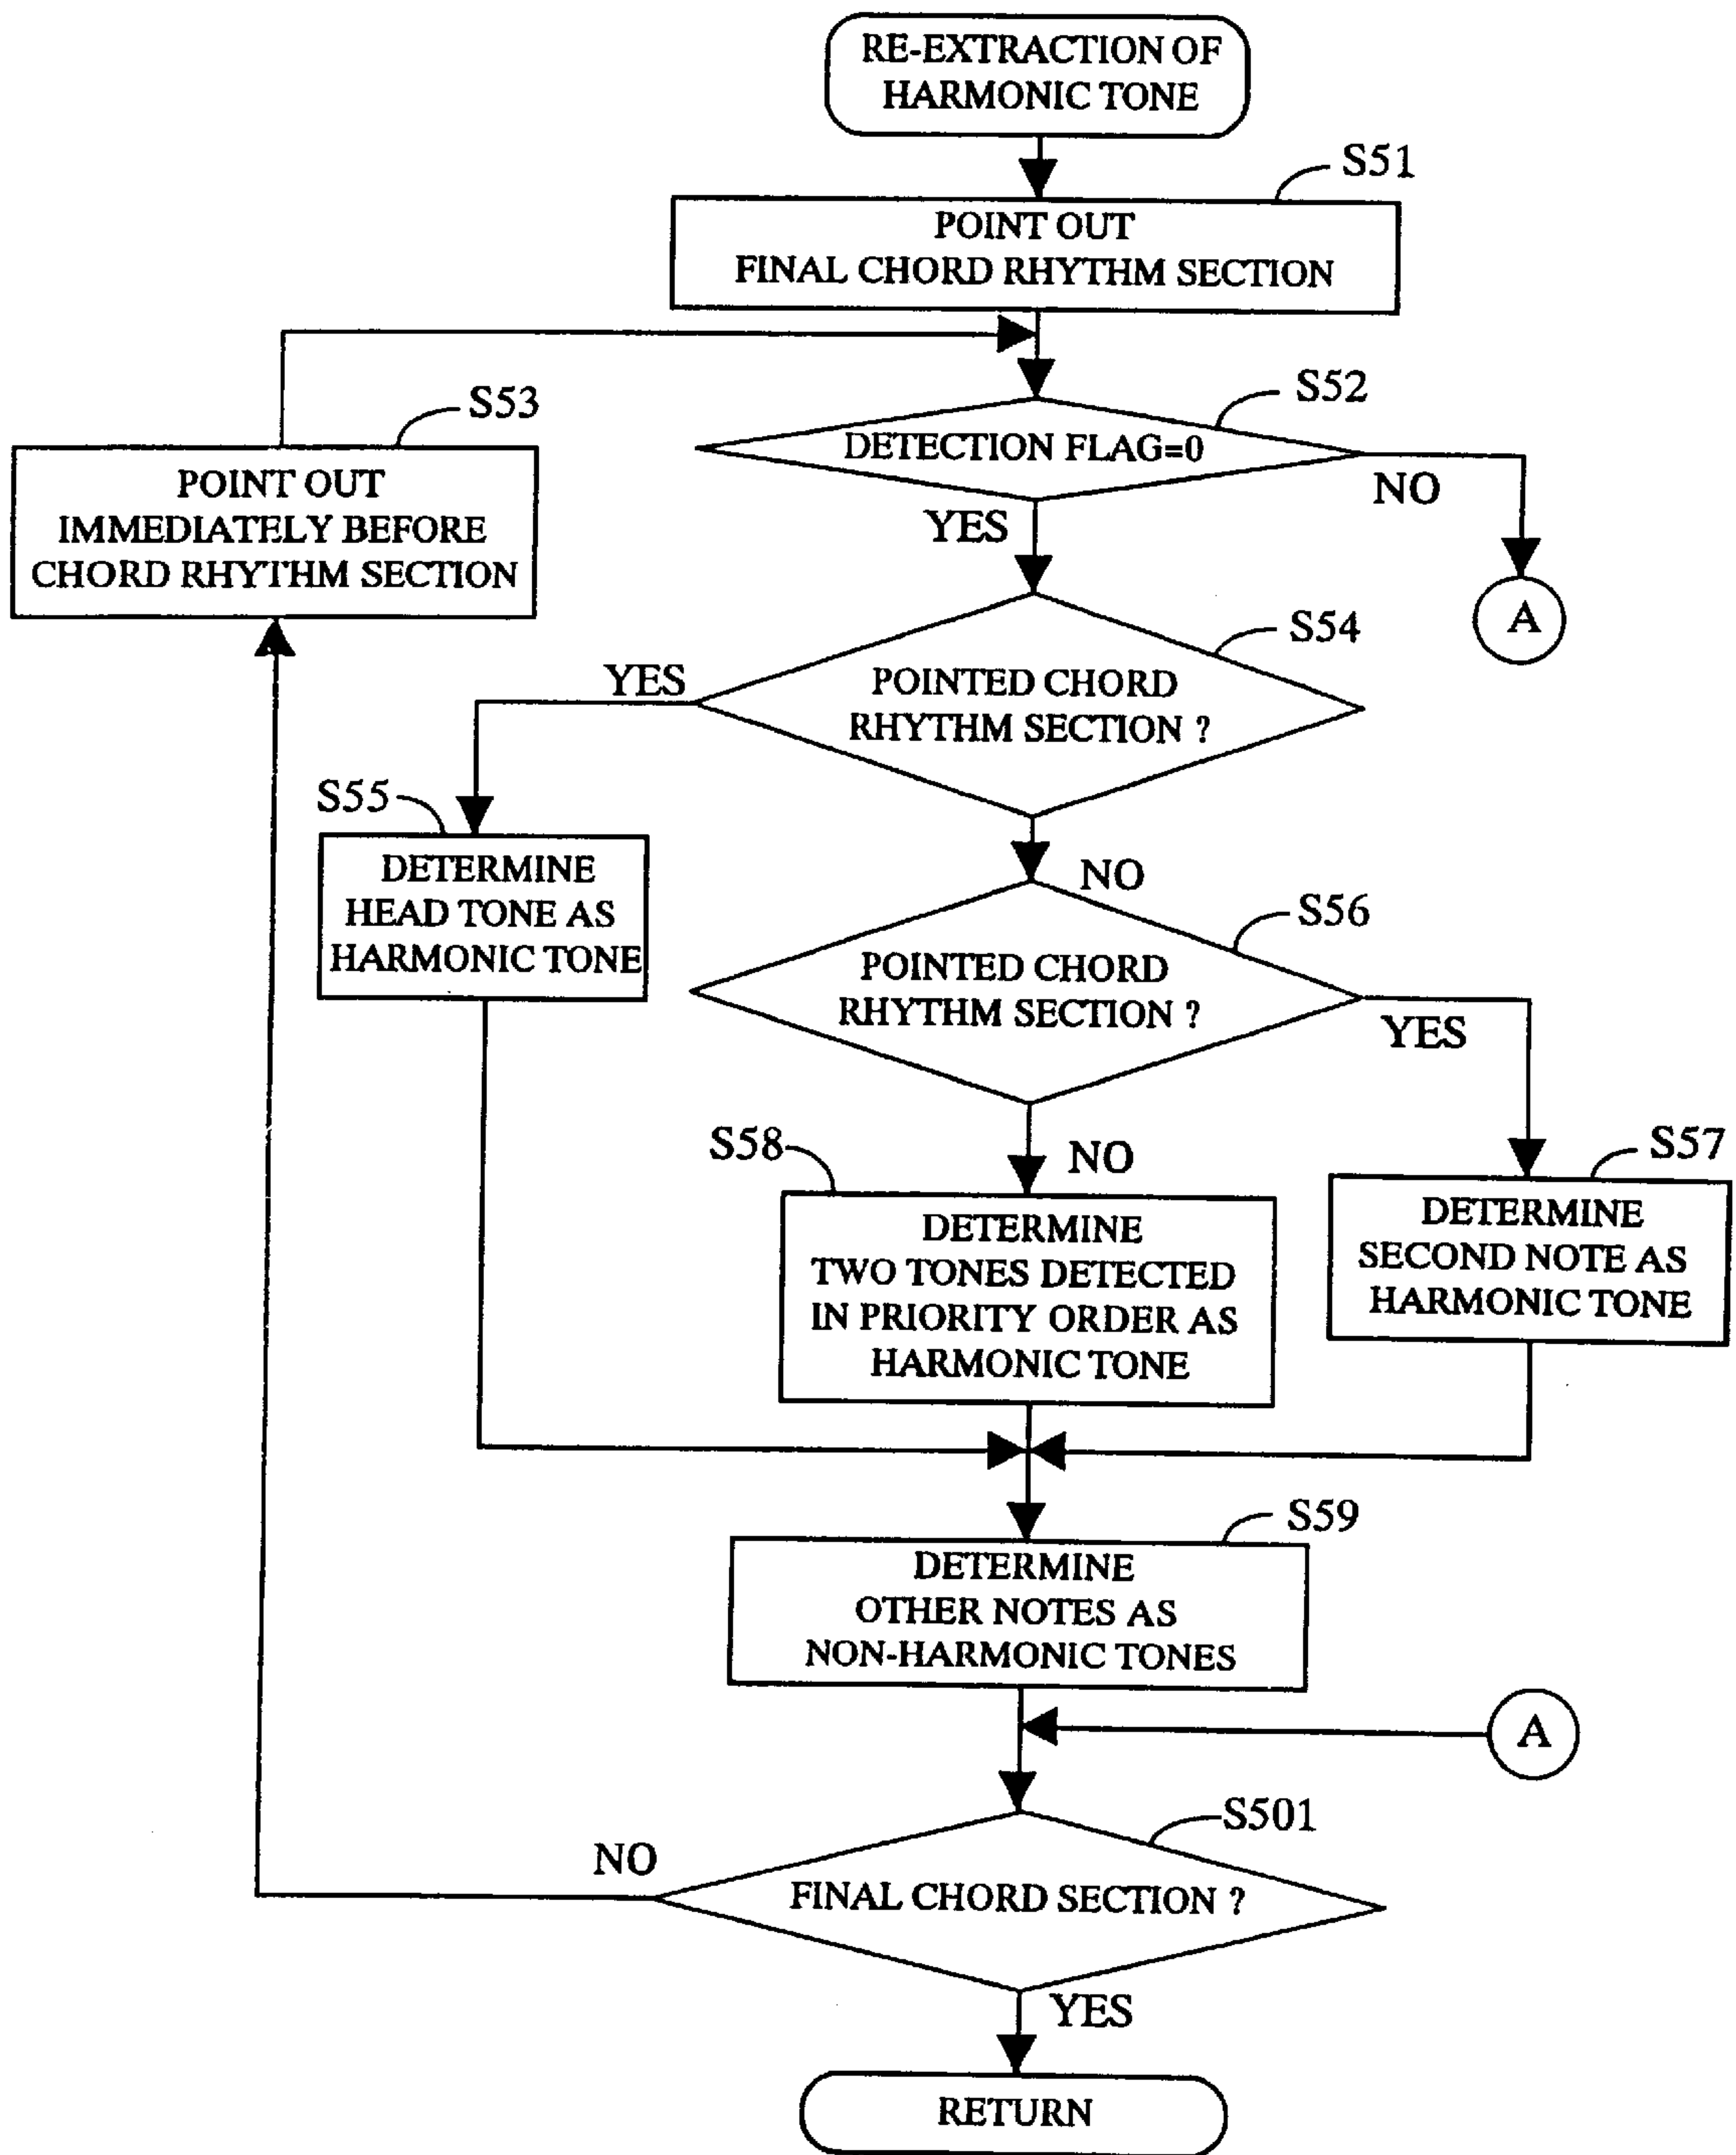 RE-EXTRACTION OF
HARMONIC TONE
S51
POINT OUT
FINAL CHORD RHYTHM SECTION
S53
POINT OUT
IMMEDIATELY BEFORE
CHORD RHYTHM SECTION
S52
DETECTION FLAG=0
NO
YES
A
S54
YES
POINTED CHORD
RHYTHM SECTION ?
S55
DETERMINE
HEAD TONE AS
HARMONIC TONE
NO
S56
POINTED CHORD
RHYTHM SECTION ?
YES
S58
NO
DETERMINE
TWO TONES DETECTED
IN PRIORITY ORDER AS
HARMONIC TONE
S57
DETERMINE
SECOND NOTE AS
HARMONIC TONE
S59
DETERMINE
OTHER NOTES AS
NON-HARMONIC TONES
A
S501
NO
FINAL CHORD SECTION ?
YES
RETURN